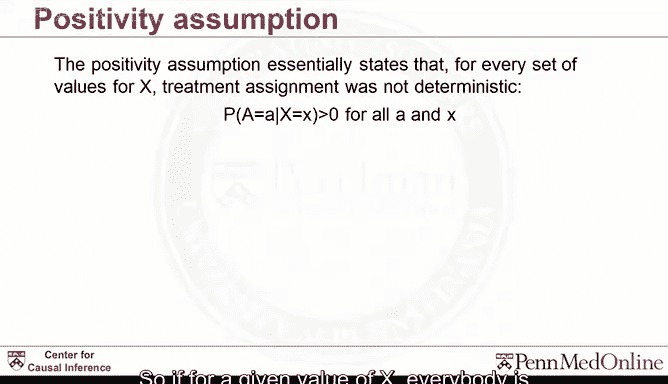 Positivity assumption
The positivity assumption essentially states that, for every set of
values for X, treatment assignment was not deterministic:
P(A=a|X=x)>0 for all a and x
Center for
Causal Inference
PennMedOnline
So if for a given value of X, everybody is